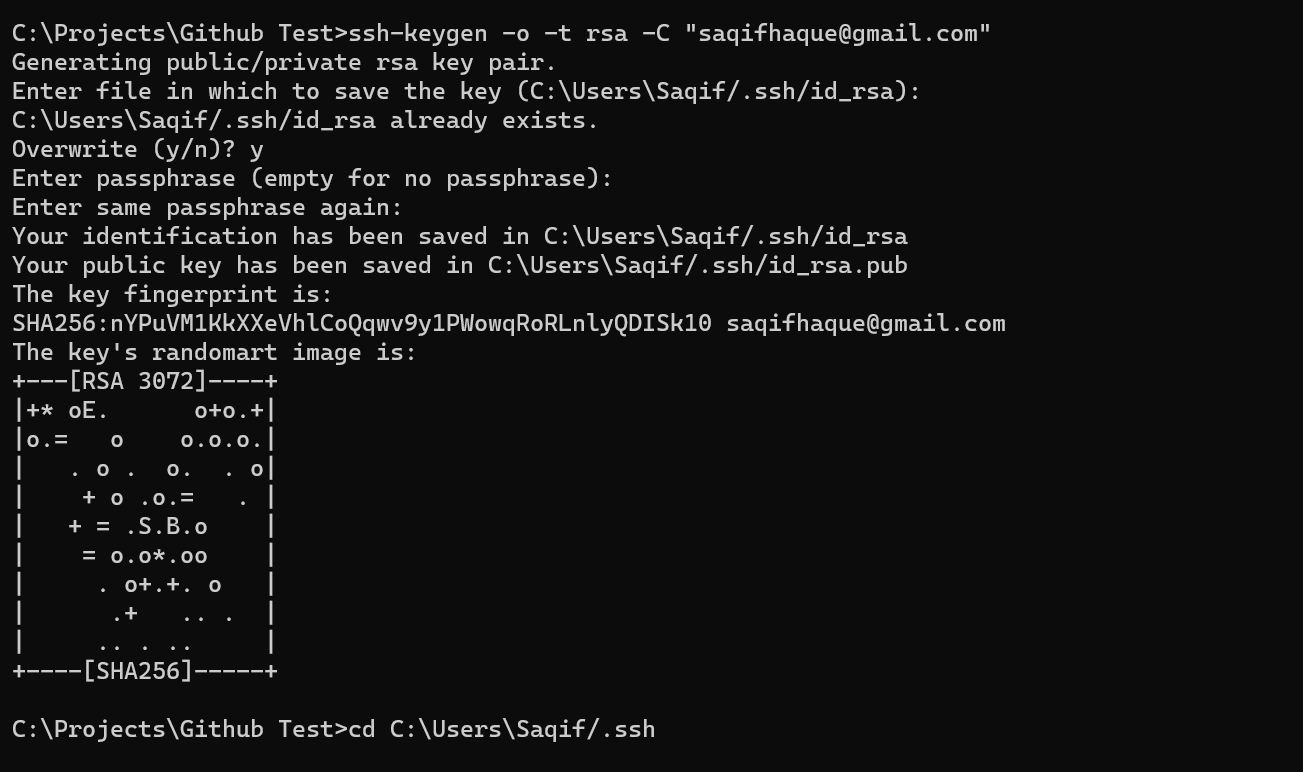 C:\Projects\Github Test>ssh-keygen -o -t rsa -C "saqifhaque@gmail.com"
Generating public/private rsa key pair.
Enter file in which to save the key (C:\Users\Saqif/.ssh/id_rsa):
C:\Users\Saqif/.ssh/id_rsa already exists.
Overwrite (y/n)? y
Enter passphrase (empty for no passphrase):
Enter same passphrase again:
Your identification has been saved in C:\Users\Saqif/.ssh/id_rsa
Your public key has been saved in C:\Users\Saqif/.ssh/id_rsa.pub
The key fingerprint is:
SHA256:nYPuVM1KkXXeVhlCoQqwv9y1PWowqRoRLnlyQDISk10 saqifhaque@gmail.com
The key's randomart image is:
+---[RSA 3072]----+
|+* oE.      o+o.+|
|o.=   o    o.o.o.|
|   . o .  o.  . o|
|    + o .o.=   . |
|   + = .S.B.o    |
|    = o.o*.oo    |
|     . o+.+. o   |
|      .+   .. .  |
|     .. . ..     |
+----[SHA256]-----+
C:\Projects\Github Test>cd C:\Users\Saqif/.ssh